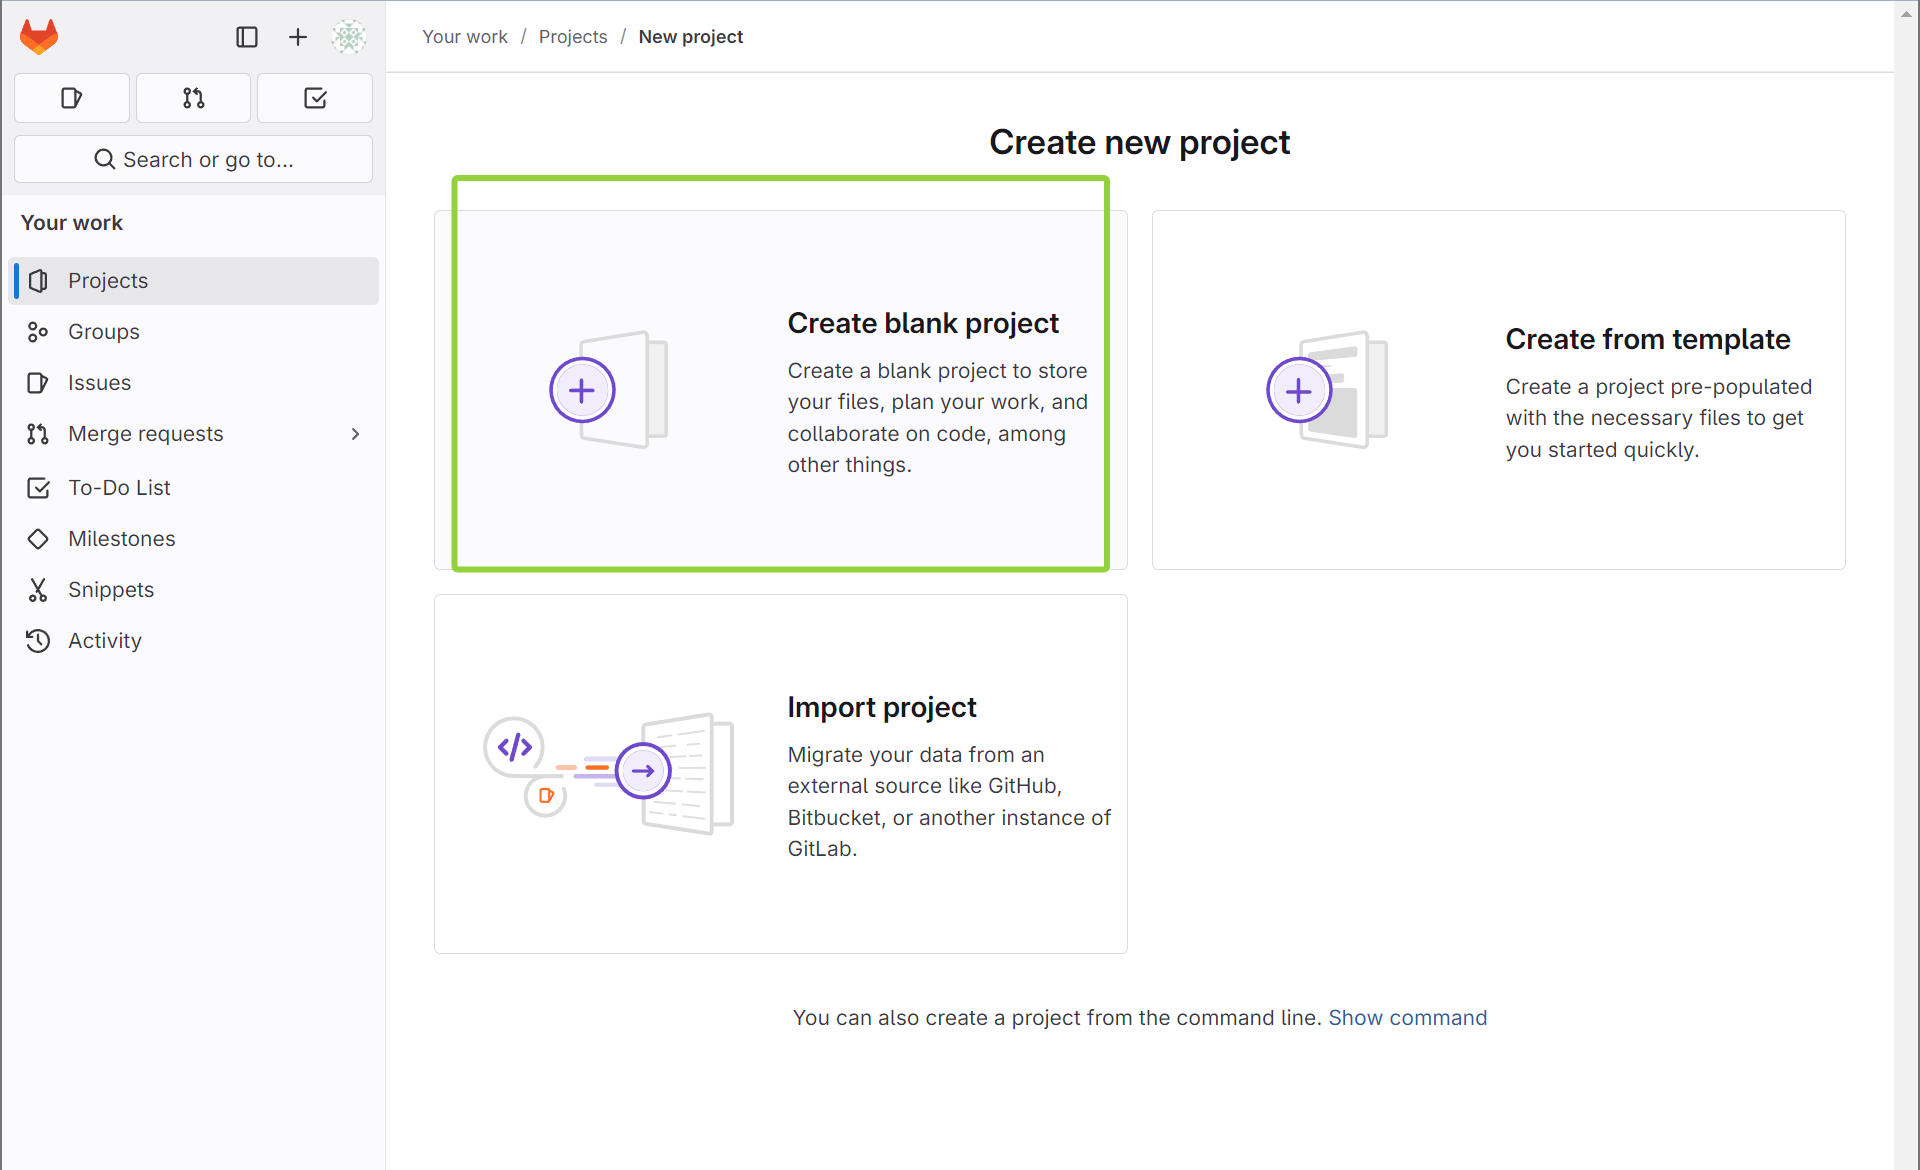 Your work / Projects / New project
Search or go to...
Your work
Projects
Groups
Issues
Merge requests
To-Do List
Milestones
Snippets
Activity
Create new project
Create blank project
Create a blank project to store
your files, plan your work, and
collaborate on code, among
other things.
Create from template
Create a project pre-populated
with the necessary files to get
you started quickly.
Import project
Migrate your data from an
external source like GitHub,
Bitbucket, or another instance of
GitLab.
You can also create a project from the command line. Show command